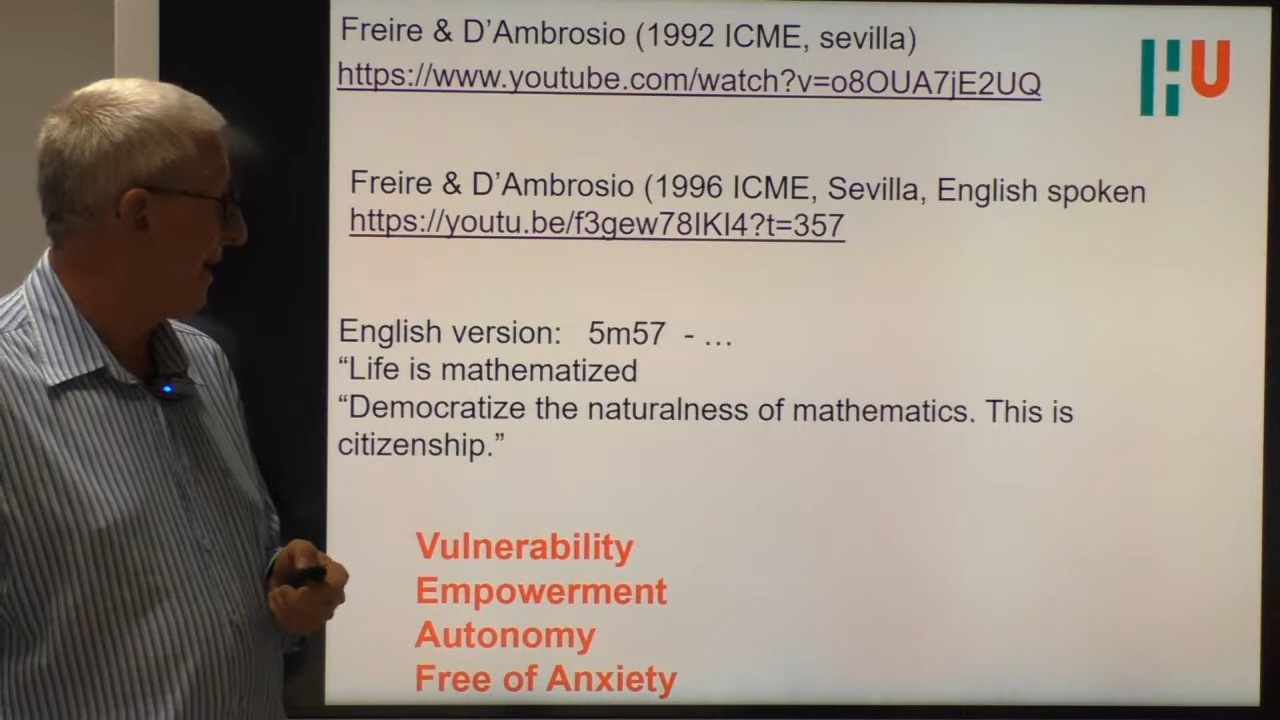 Freire & D’Ambrosio (1992 ICME, sevilla)
https://www.youtube.com/watch?v=o8OUA7jE2UQ
HU
Freire & D’Ambrosio (1996 ICME, Sevilla, English spoken
https://youtu.be/f3gew78IKI4?t=357
English version: 5m57 - …
“Life is mathematized
“Democratize the naturalness of mathematics. This is
citizenship.”
Vulnerability
Empowerment
Autonomy
Free of Anxiety